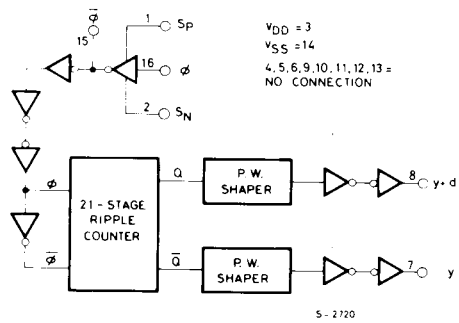 φ̅
15
1
Sp
16
φ
2
SN
VDD = 3
VSS = 14
4,5,6,9,10,11,12,13 =
NO CONNECTION
φ
φ̅
21-STAGE
RIPPLE
COUNTER
Q
Q̅
P. W.
SHAPER
8
y+d
P. W.
SHAPER
7
y
S-2720